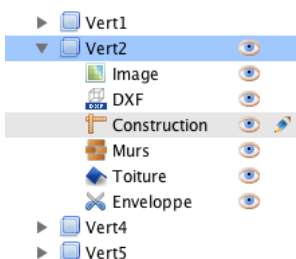 Vert1
Vert2
Image
DXF
DXF
Construction
Murs
Toiture
Enveloppe
Vert4
Vert5